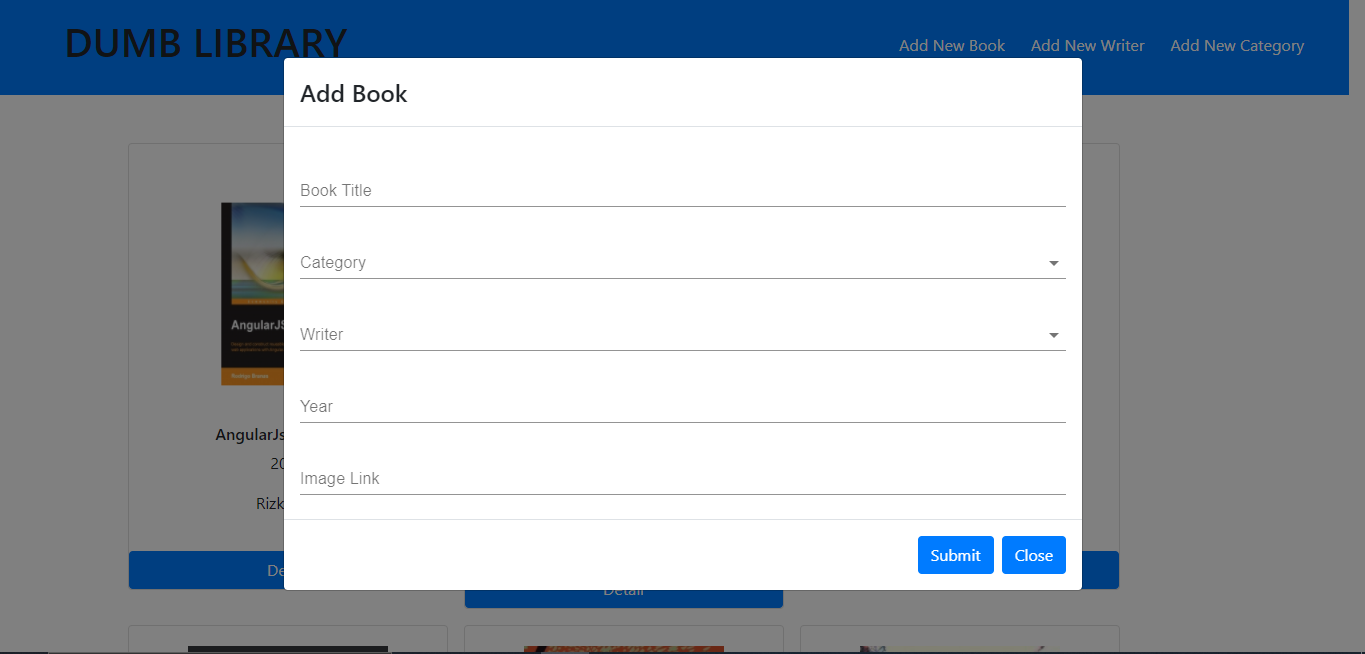 DUMB LIBRARY
Add New Book Add New Writer Add New Category
Add Book
Book Title
Category
Writer
Year
Image Link
Submit Close
AngularJS
AngularJs
20
Rizk
De
Detail